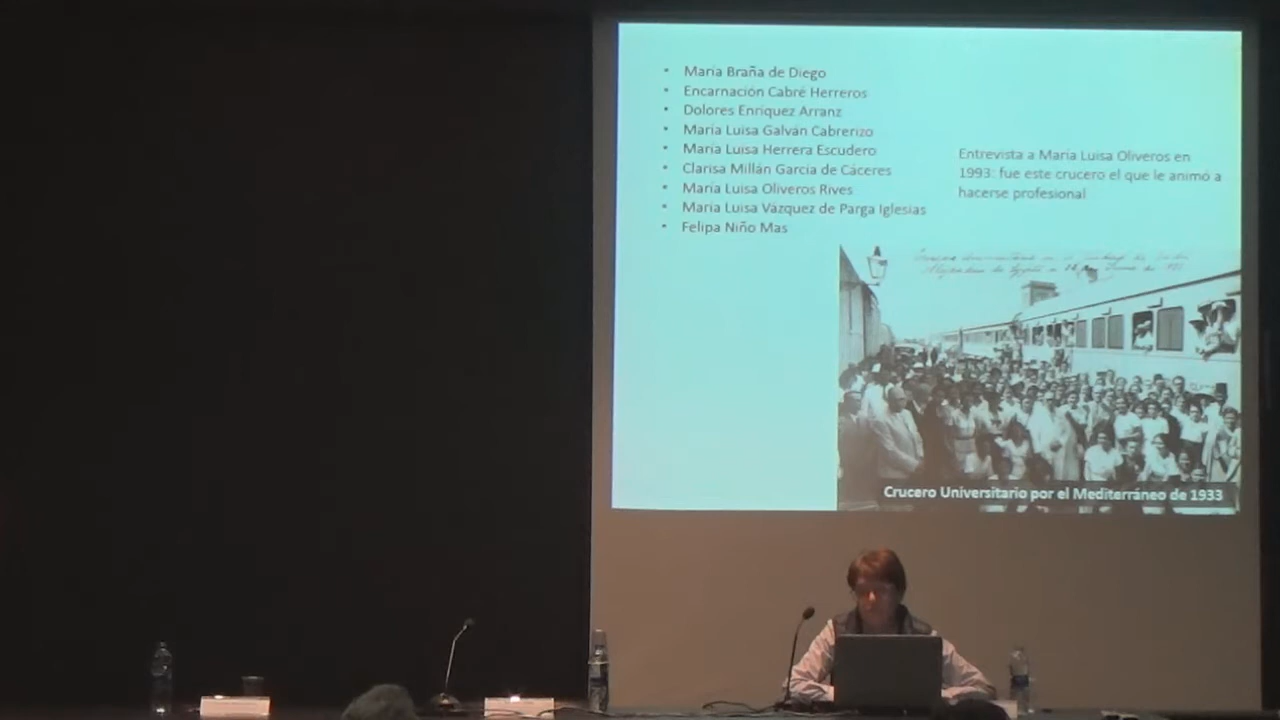 • María Braña de Diego
• Encarnación Cabré Herreros
• Dolores Enríquez Arranz
• María Luisa Galván Cabrerizo
• María Luisa Herrera Escudero
• Clarisa Millán García de Cáceres
• María Luisa Oliveros Rives
• María Luisa Vázquez de Parga Iglesias
• Felipa Niño Mas
Entrevista a María Luisa Oliveros en
1993: fue este crucero el que le animó a
hacerse profesional
Crucero Universitario por el Mediterráneo de 1933